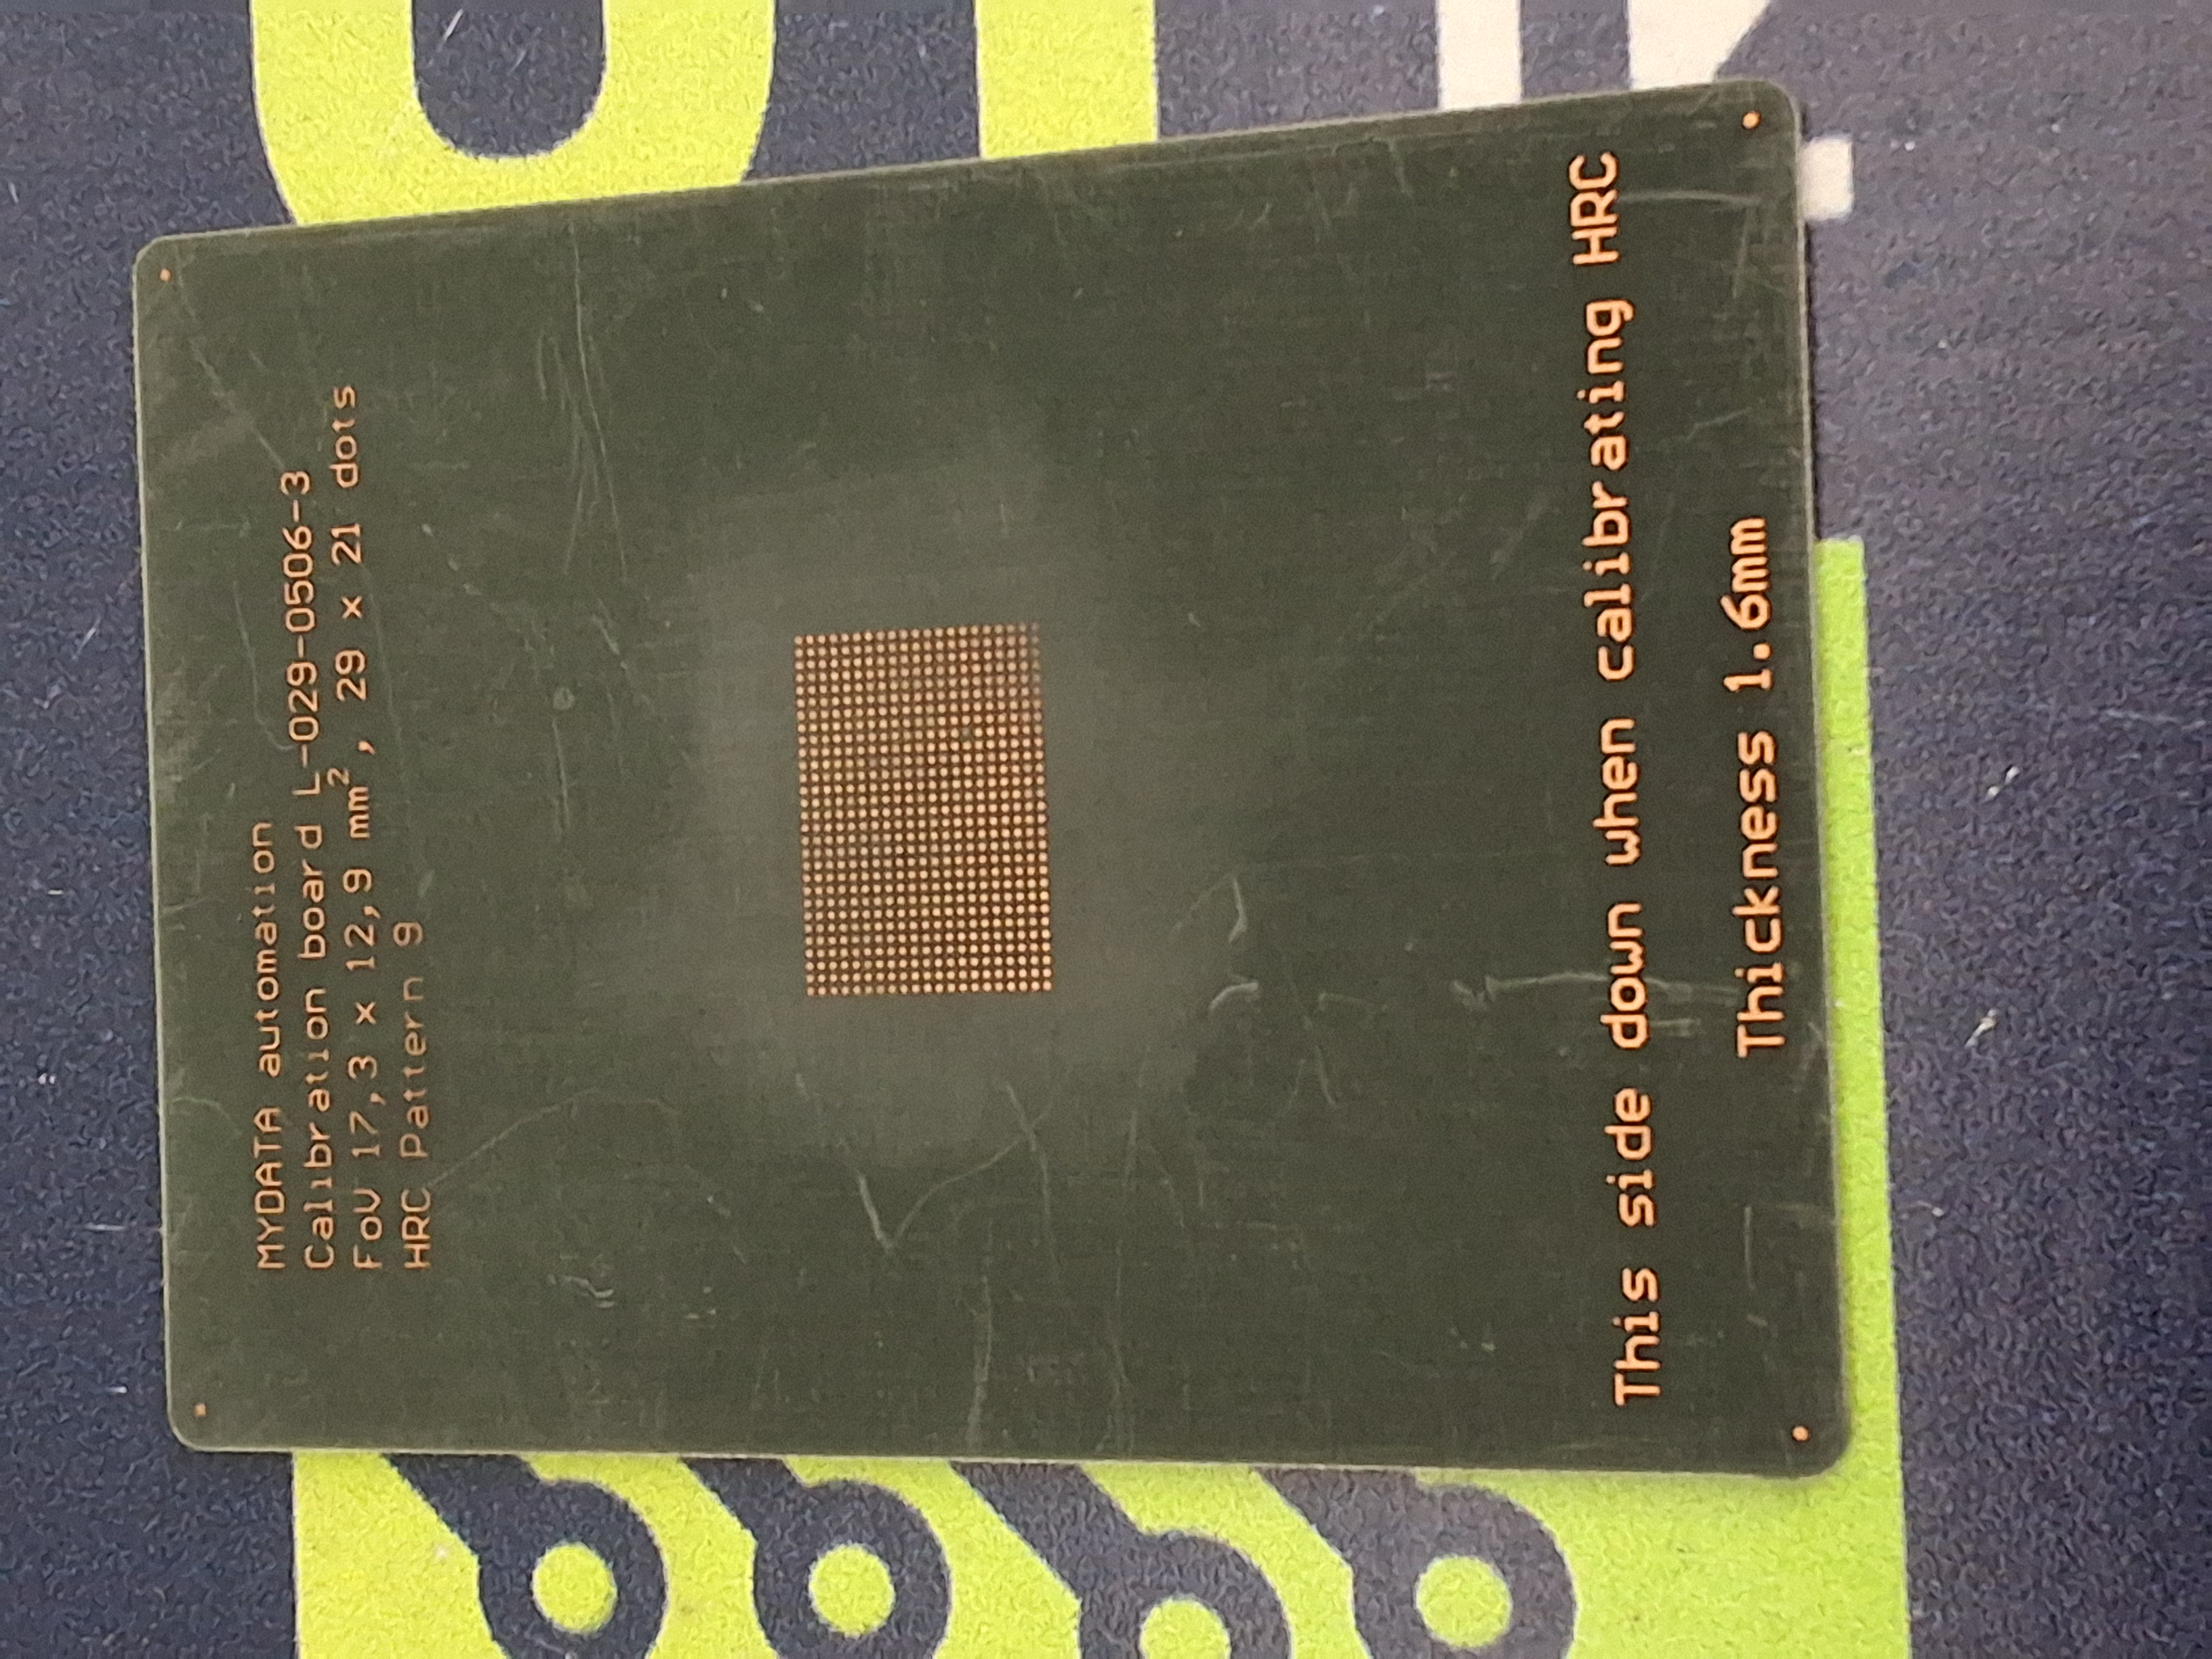 MYDATA automation
Calibration board L-029-0506-3
FoV 17,3 x 12,9 mm², 29 x 21 dots
HRC Pattern 9
This side down when calibrating HRC
Thickness 1.6mm